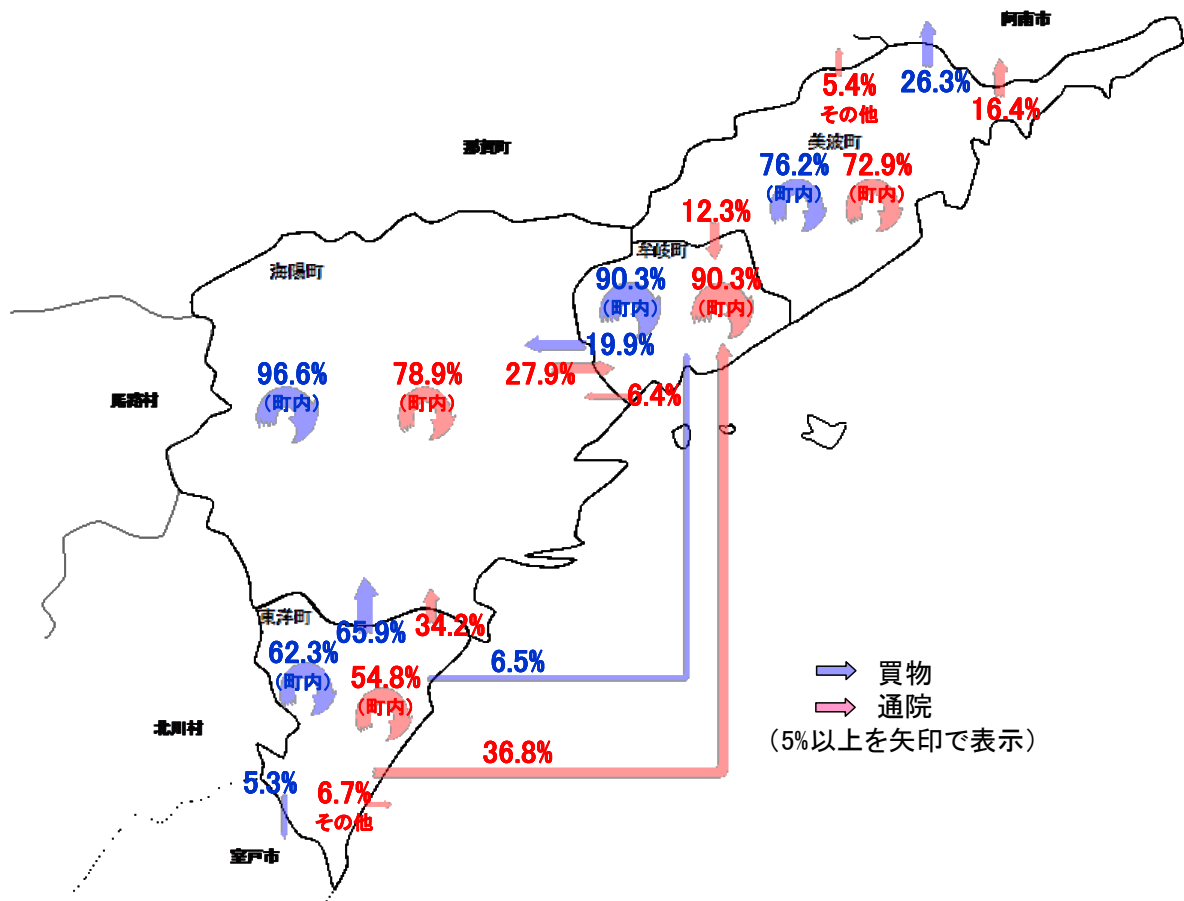 阿南市
5.4%
その他
26.3%
16.4%
那賀町
美波町
76.2%
(町内)
72.9%
(町内)
12.3%
牟岐町
海陽町
90.3%
(町内)
90.3%
(町内)
19.9%
96.6%
(町内)
78.9%
(町内)
27.9%
6.4%
馬路村
東洋町
65.9%
34.2%
62.3%
(町内)
54.8%
(町内)
6.5%
買物
通院
(5%以上を矢印で表示)
北川村
36.8%
5.3%
6.7%
その他
室戸市